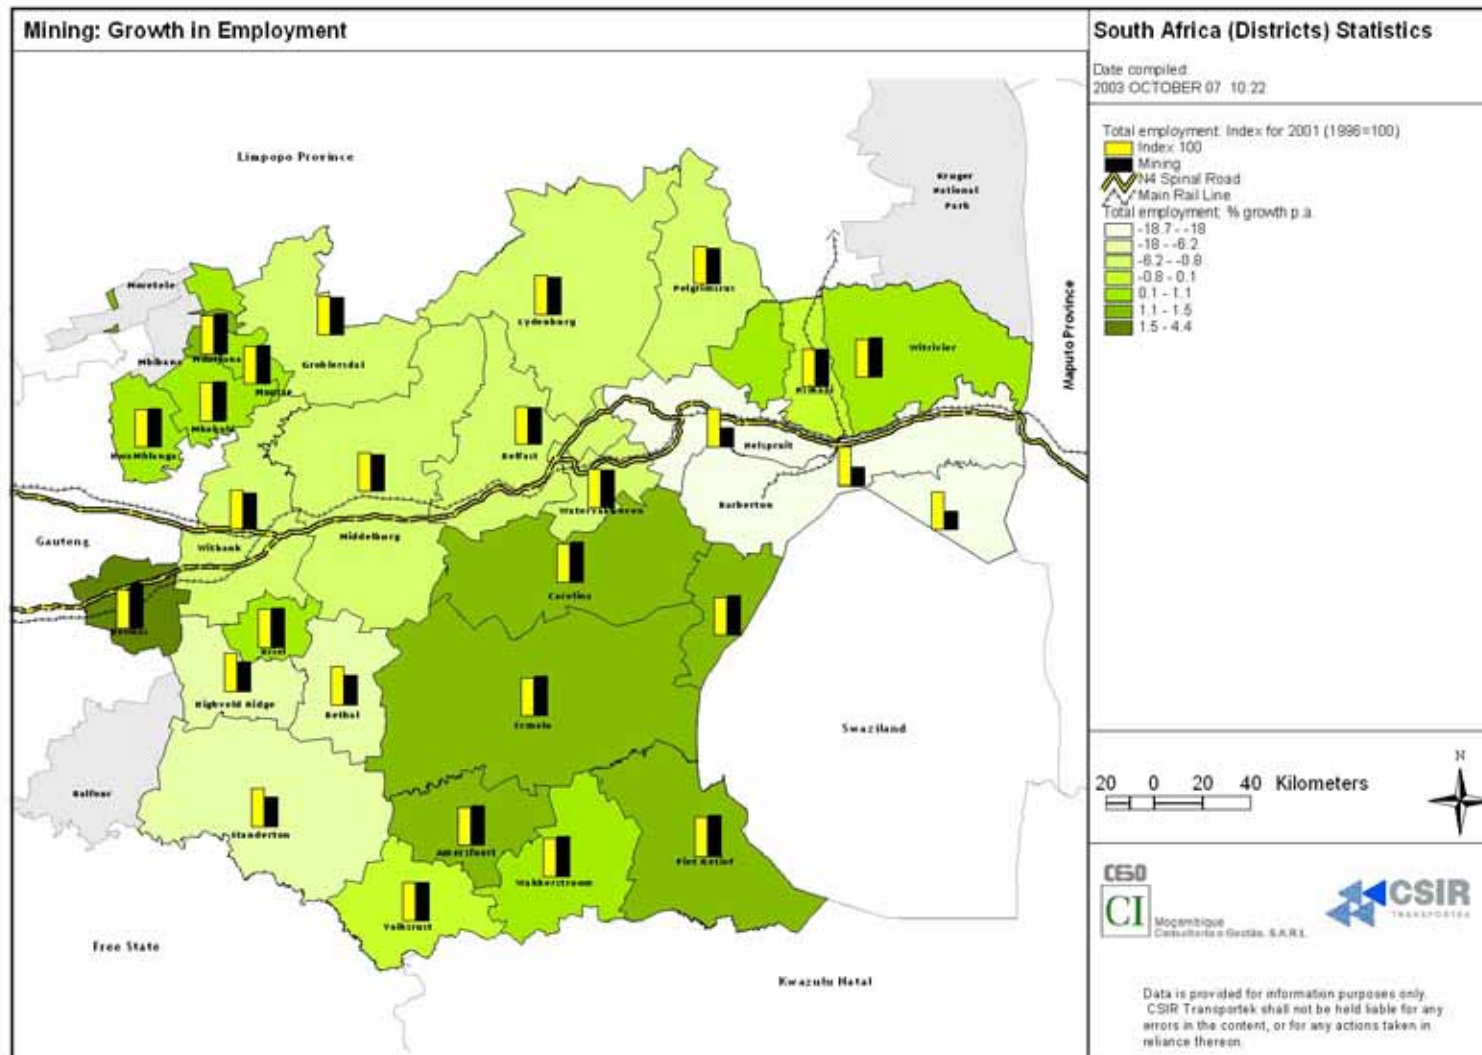 Mining: Growth in Employment
South Africa (Districts) Statistics
Date compiled:
2003 OCTOBER 07 10:22
Total employment: Index for 2001 (1996=100)
Index 100
Mining
N4 Spinal Road
Main Rail Line
Total employment: % growth p.a.
-18.7 - -18
-18 - -6.2
-6.2 - -0.8
-0.8 - 0.1
0.1 - 1.1
1.1 - 1.5
1.5 - 4.4
Limpopo Province
Kruger
National
Park
Maputo Province
Moretele
Mbibana
Pelgrimsrus
Lydenburg
Groblersdal
Moutse
Witrivier
Belfast
Nelspruit
Barberton
Gauteng
Witbank
Middelburg
Carolina
Kriel
Highveld Ridge
Bethal
Ermelo
Swaziland
Balfour
Standerton
Amersfoort
Wakkerstroom
Piet Retief
Volksrust
Free State
Kwazulu Natal
20 0 20 40 Kilometers
N
CESO
CI
Moçambique
Consultoria e Gestão, S.A.R.L
CSIR
TRANSPORTEK
Data is provided for information purposes only.
CSIR Transportek shall not be held liable for any
errors in the content, or for any actions taken in
reliance thereon.